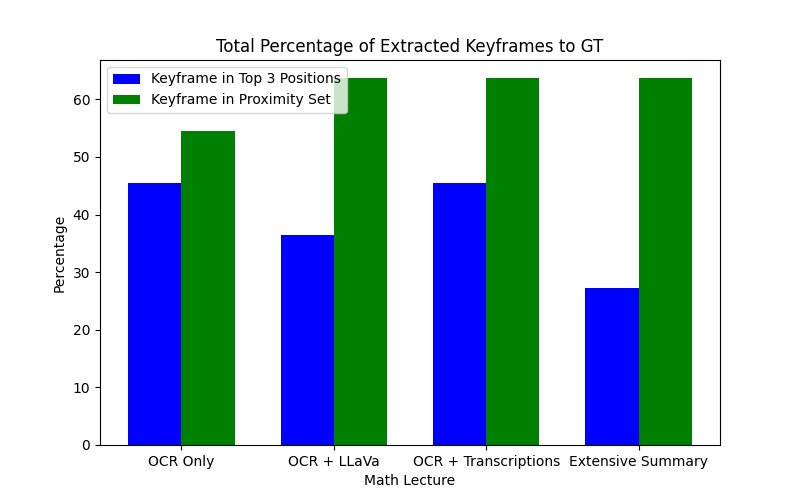 Total Percentage of Extracted Keyframes to GT
Keyframe in Top 3 Positions
Keyframe in Proximity Set
Percentage
60
50
40
30
20
10
0
OCR Only OCR + LLaVa OCR + Transcriptions Extensive Summary
Math Lecture